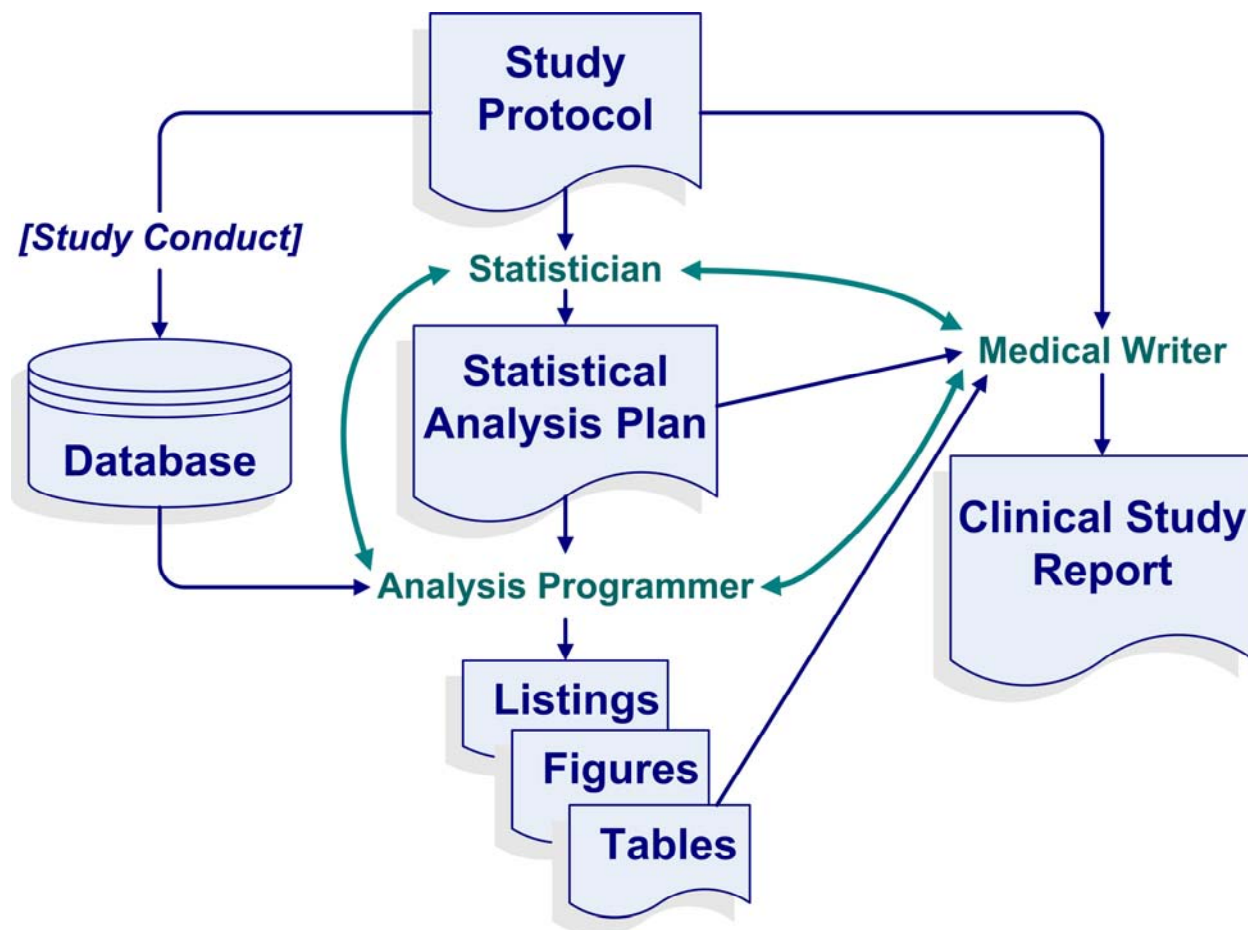 Study
Protocol
[Study Conduct]
Statistician
Medical Writer
Statistical
Analysis Plan
Database
Clinical Study
Report
Analysis Programmer
Listings
Figures
Tables